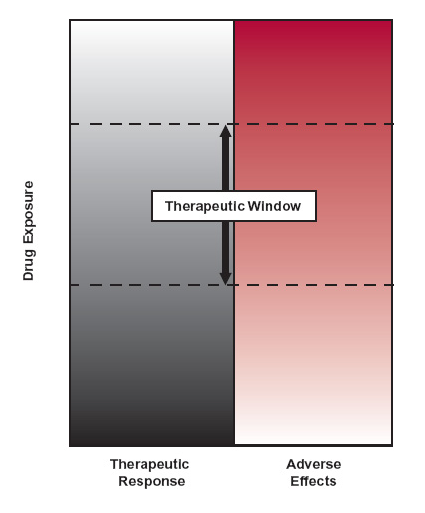 Drug Exposure
Therapeutic Window
Therapeutic
Response
Adverse
Effects